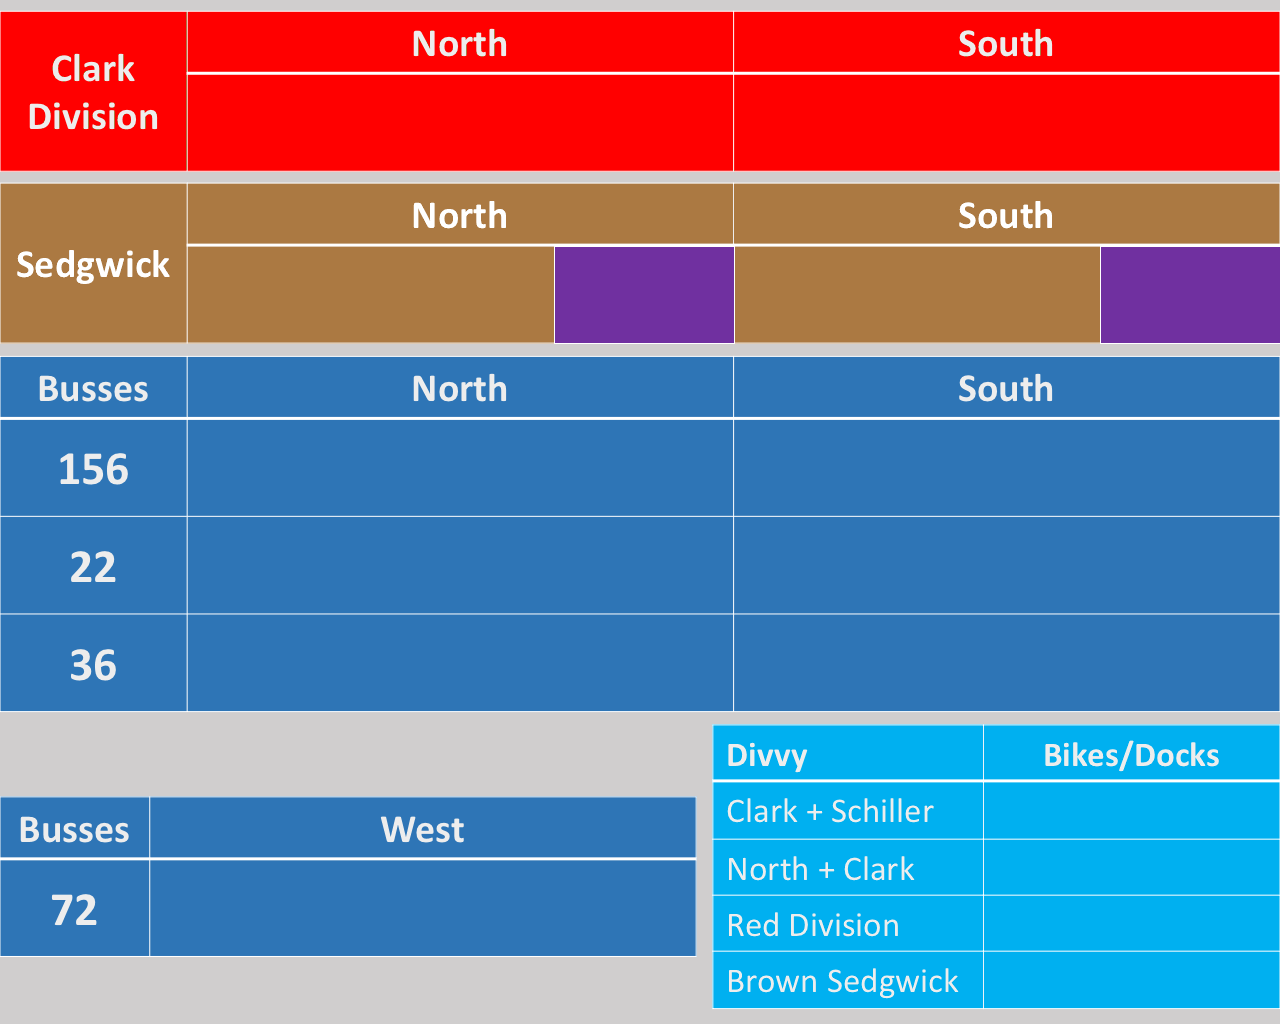 Clark
Division
North
South
Sedgwick
North
South
Busses
North
South
156
22
36
Busses
West
72
Divvy
Bikes/Docks
Clark + Schiller
North + Clark
Red Division
Brown Sedgwick